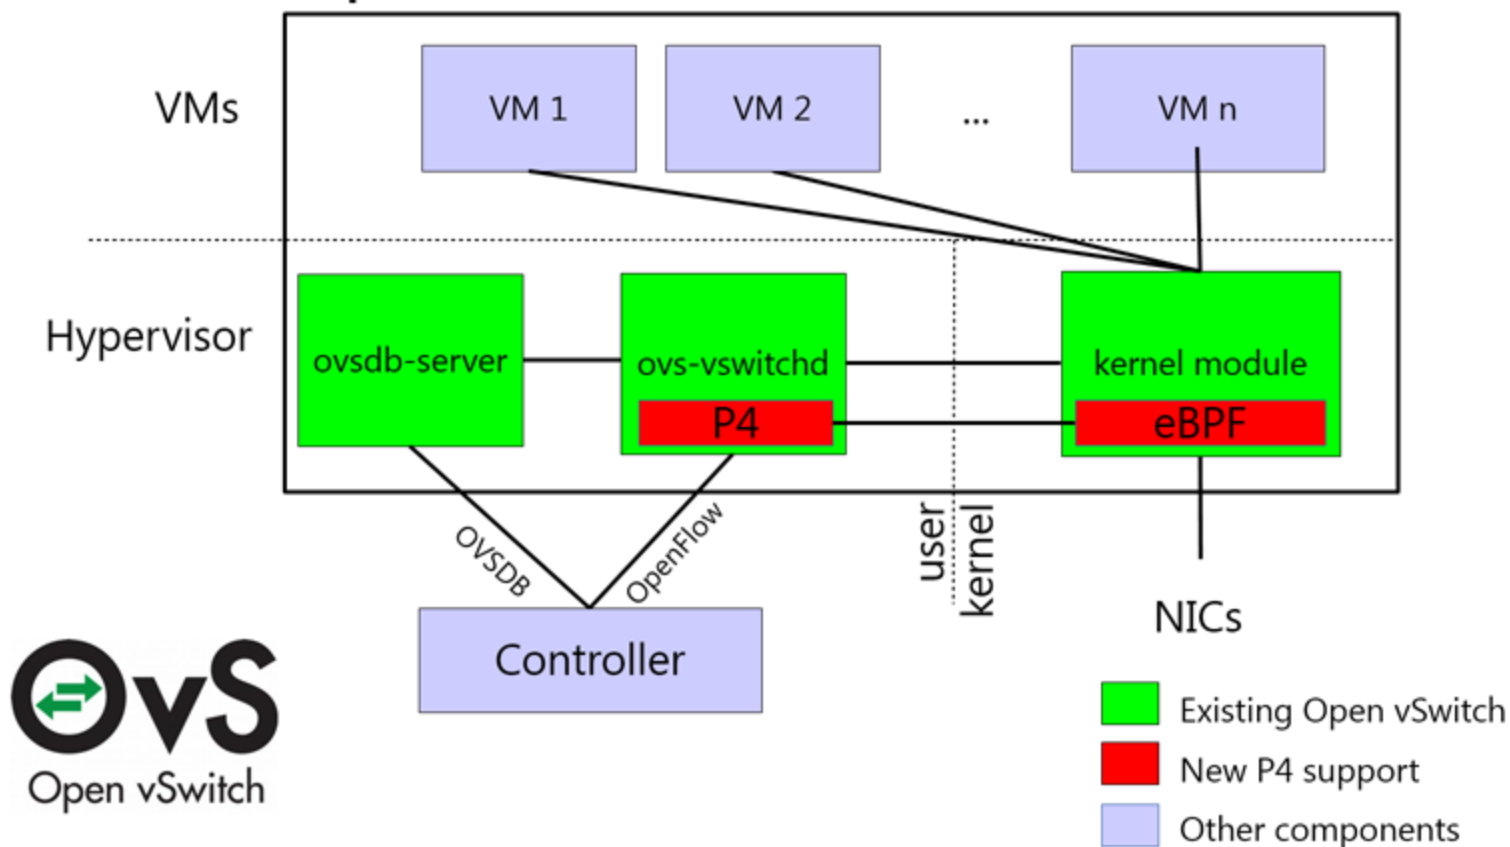 VMs
VM 1
VM 2
...
VM n
Hypervisor
ovsdb-server
ovs-vswitchd
P4
kernel module
eBPF
OVSDB
OpenFlow
user
kernel
NICs
Controller
OvS
Open vSwitch
Existing Open vSwitch
New P4 support
Other components